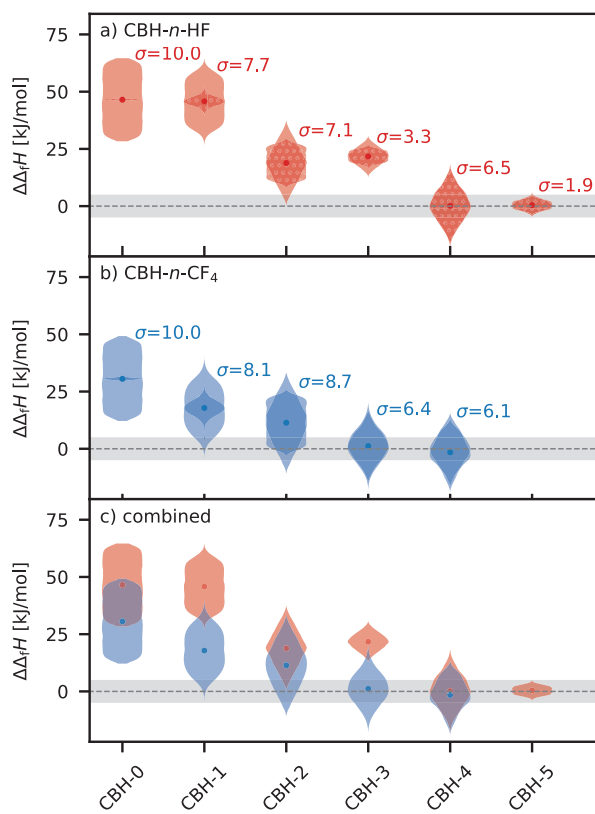 a) CBH-n-HF
75
50
25
0
ΔΔfH [kJ/mol]
σ=10.0
σ=7.7
σ=7.1
σ=3.3
σ=6.5
σ=1.9
b) CBH-n-CF₄
75
50
25
0
ΔΔfH [kJ/mol]
σ=10.0
σ=8.1
σ=8.7
σ=6.4
σ=6.1
c) combined
75
50
25
0
ΔΔfH [kJ/mol]
CBH-0
CBH-1
CBH-2
CBH-3
CBH-4
CBH-5